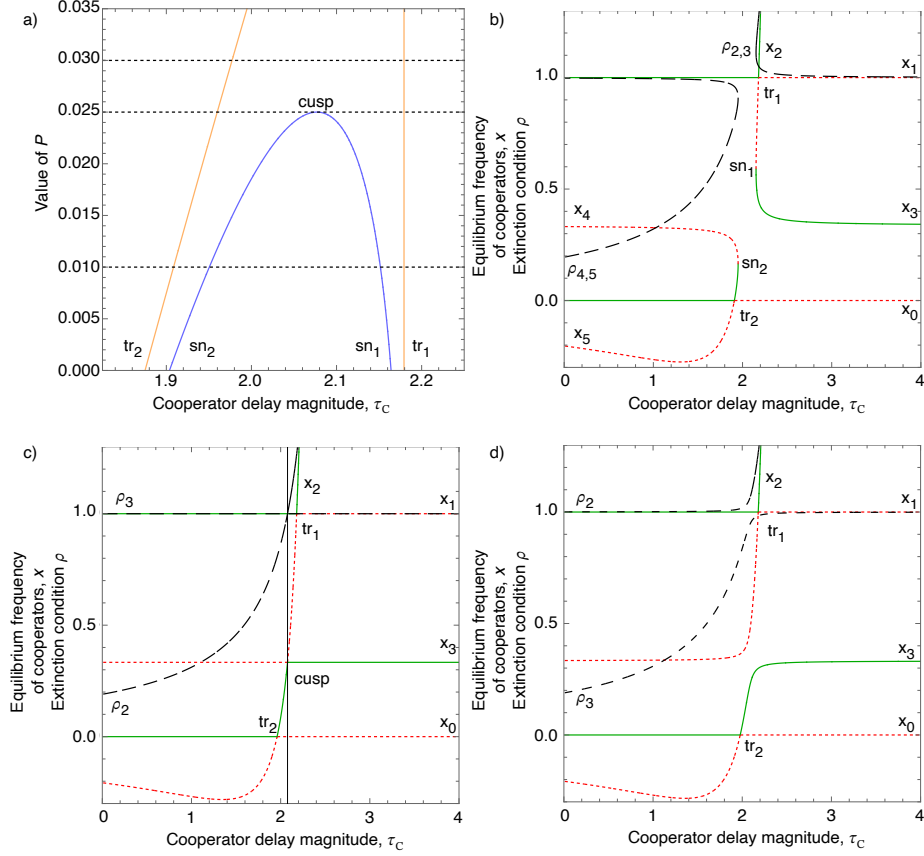 a)
Value of P
0.035
0.030
0.025
0.020
0.015
0.010
0.005
0.000
cusp
tr2
sn2
sn1
tr1
1.9
2.0
2.1
2.2
Cooperator delay magnitude, τC
b)
Equilibrium frequency
of cooperators, x
Extinction condition ρ
1.0
0.5
0.0
ρ2,3
x2
x1
tr1
sn1
x4
x3
ρ4,5
sn2
tr2
x0
x5
0
1
2
3
4
Cooperator delay magnitude, τC
c)
Equilibrium frequency
of cooperators, x
Extinction condition ρ
1.0
0.5
0.0
ρ3
x2
x1
tr1
x3
cusp
ρ2
tr2
x0
0
1
2
3
4
Cooperator delay magnitude, τC
d)
Equilibrium frequency
of cooperators, x
Extinction condition ρ
1.0
0.5
0.0
ρ2
x2
x1
tr1
x3
ρ3
x0
tr2
0
1
2
3
4
Cooperator delay magnitude, τC